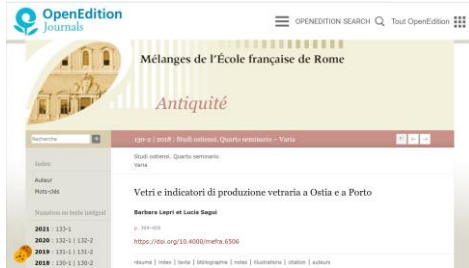 OpenEdition
Journals
OPENEDITION SEARCH
Tout OpenEdition
Mélanges de l'École française de Rome
Antiquité
Recherche
130-2 | 2018 : Studi ostiensi. Quarto seminario – Varia
Index
Auteur
Mots-clés
Numéros en texte intégral
2021 : 133-1
2020 : 132-1 | 132-2
2019 : 131-1 | 131-2
2018 : 130-1 | 130-2
Studi ostiensi. Quarto seminario
Varia
Vetri e indicatori di produzione vetraria a Ostia e a Porto
Barbara Lepri et Lucia Saguì
https://doi.org/10.4000/mefra.6506
résumé | index | texte | bibliographie | notes | illustrations | citation | auteurs